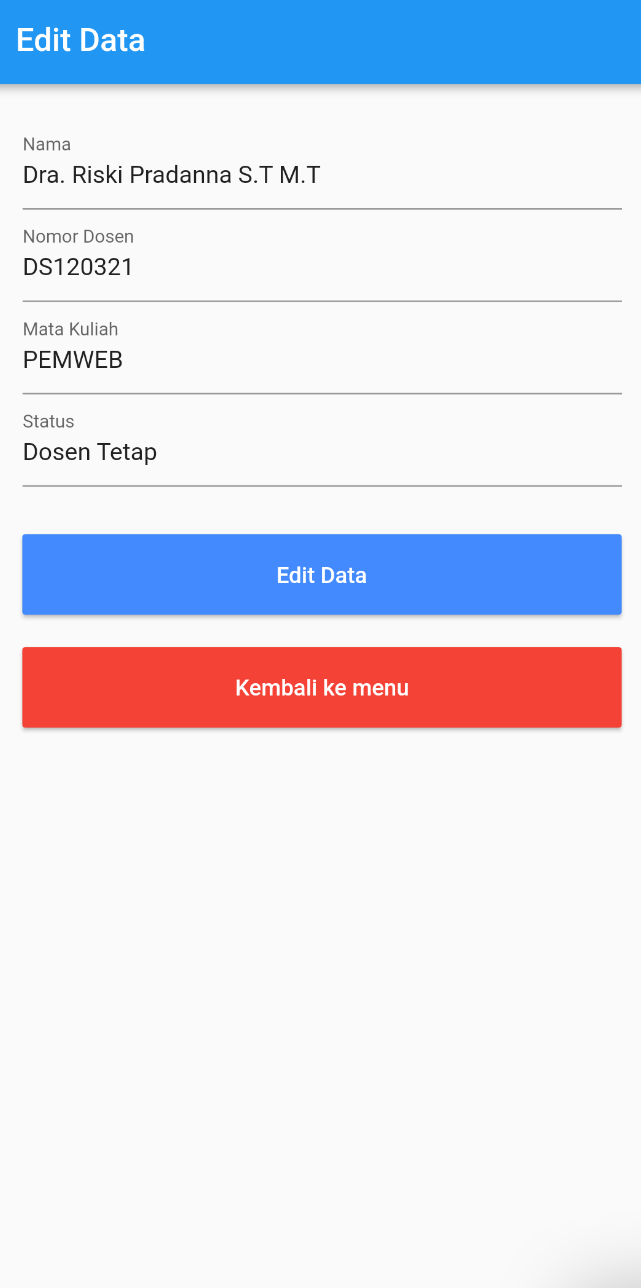 Edit Data
Nama
Dra. Riski Pradanna S.T M.T
Nomor Dosen
DS120321
Mata Kuliah
PEMWEB
Status
Dosen Tetap
Edit Data
Kembali ke menu